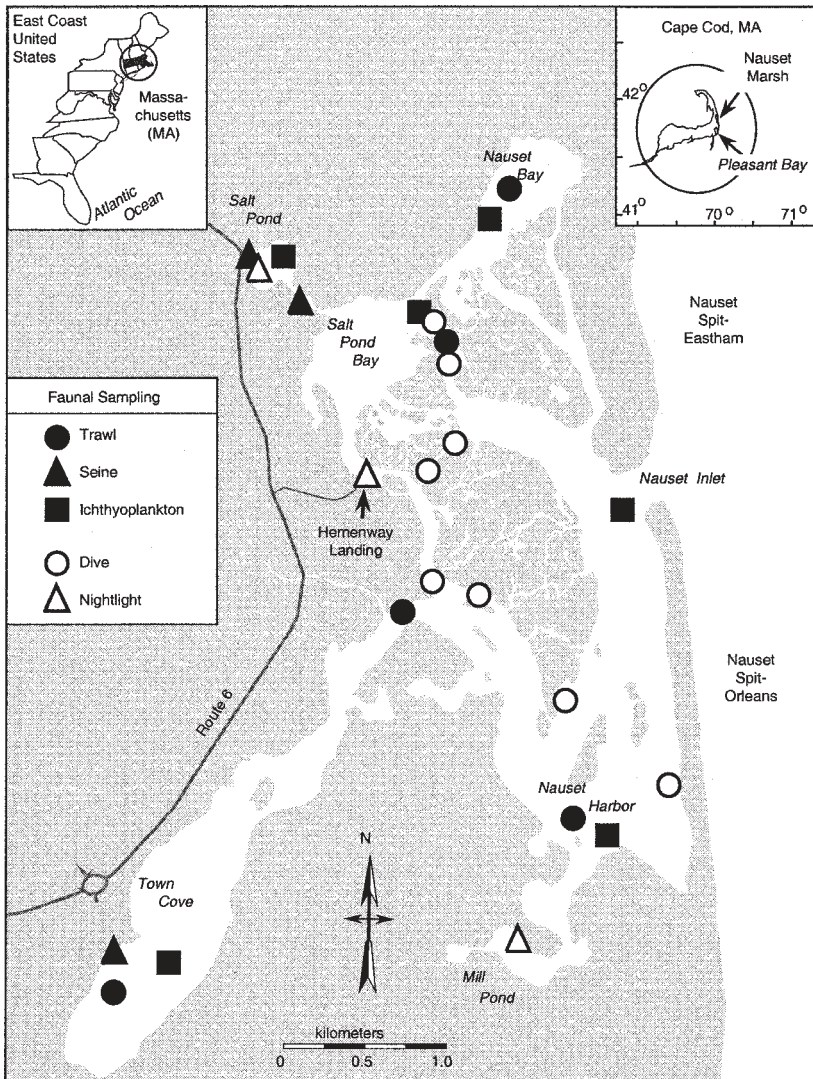 East Coast
United
States
Massa-
chusetts
(MA)
Atlantic
Ocean
Cape Cod, MA
Nauset
Marsh
42°
Pleasant Bay
41°
70°
71°
Nauset
Bay
Salt
Pond
Salt
Pond
Bay
Nauset
Spit-
Eastham
Faunal Sampling
Trawl
Seine
Ichthyoplankton
Dive
Nightlight
Hemenway
Landing
Nauset Inlet
Route 6
Nauset
Spit-
Orleans
Nauset
Harbor
N
Town
Cove
Mill
Pond
kilometers
0 0.5 1.0